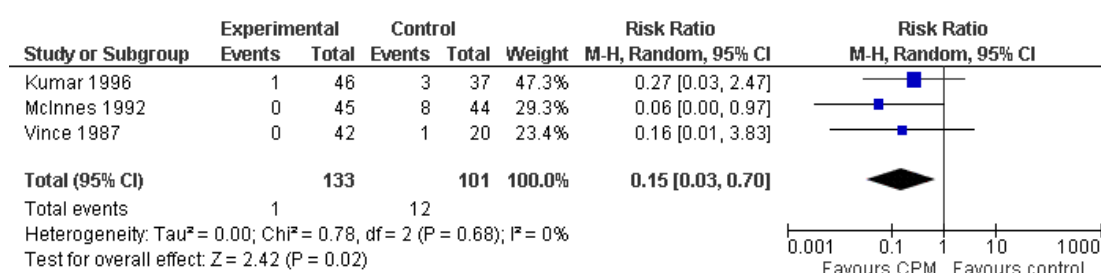 Experimental Control Risk Ratio Risk Ratio
Study or Subgroup Events Total Events Total Weight M-H, Random, 95% CI M-H, Random, 95% CI
Kumar 1996 1 46 3 37 47.3% 0.27 [0.03, 2.47]
McInnes 1992 0 45 8 44 29.3% 0.06 [0.00, 0.97]
Vince 1987 0 42 1 20 23.4% 0.16 [0.01, 3.83]
Total (95% CI) 133 101 100.0% 0.15 [0.03, 0.70]
Total events 1 12
Heterogeneity: Tau² = 0.00; Chi² = 0.78, df = 2 (P = 0.68); I² = 0%
Test for overall effect: Z = 2.42 (P = 0.02)
0.001 0.1 1 10 1000
Favours CPM Favours control